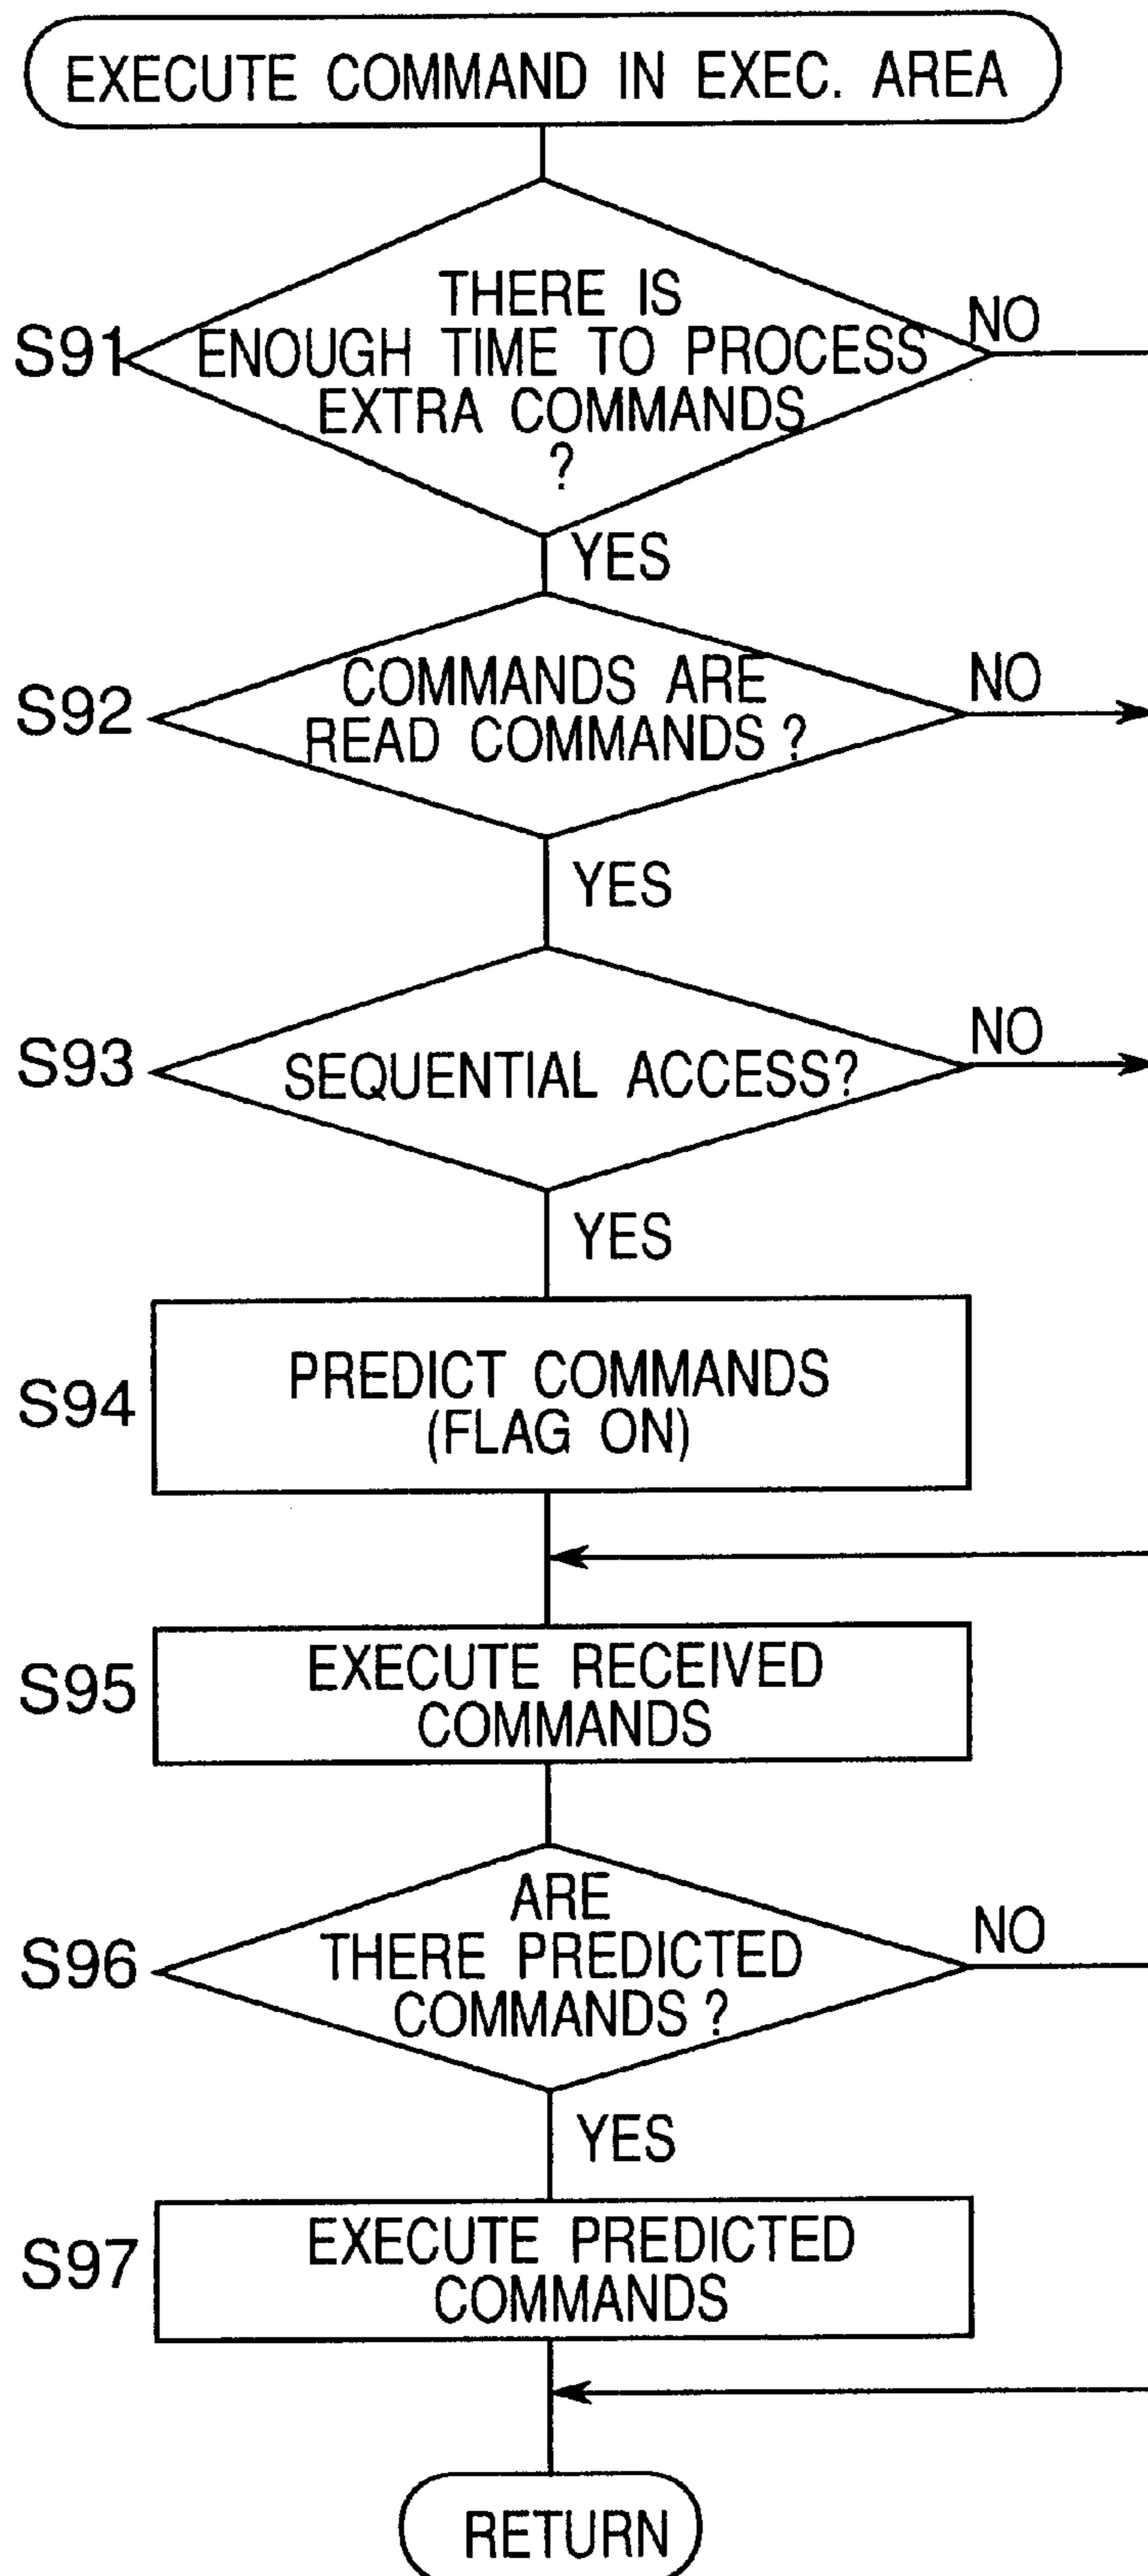 EXECUTE COMMAND IN EXEC. AREA
THERE IS
S91 ENOUGH TIME TO PROCESS NO
EXTRA COMMANDS
?
YES
COMMANDS ARE NO
S92 READ COMMANDS ?
YES
NO
S93 SEQUENTIAL ACCESS?
YES
PREDICT COMMANDS
S94 (FLAG ON)
EXECUTE RECEIVED
S95 COMMANDS
ARE
THERE PREDICTED NO
S96 COMMANDS ?
YES
EXECUTE PREDICTED
S97 COMMANDS
RETURN